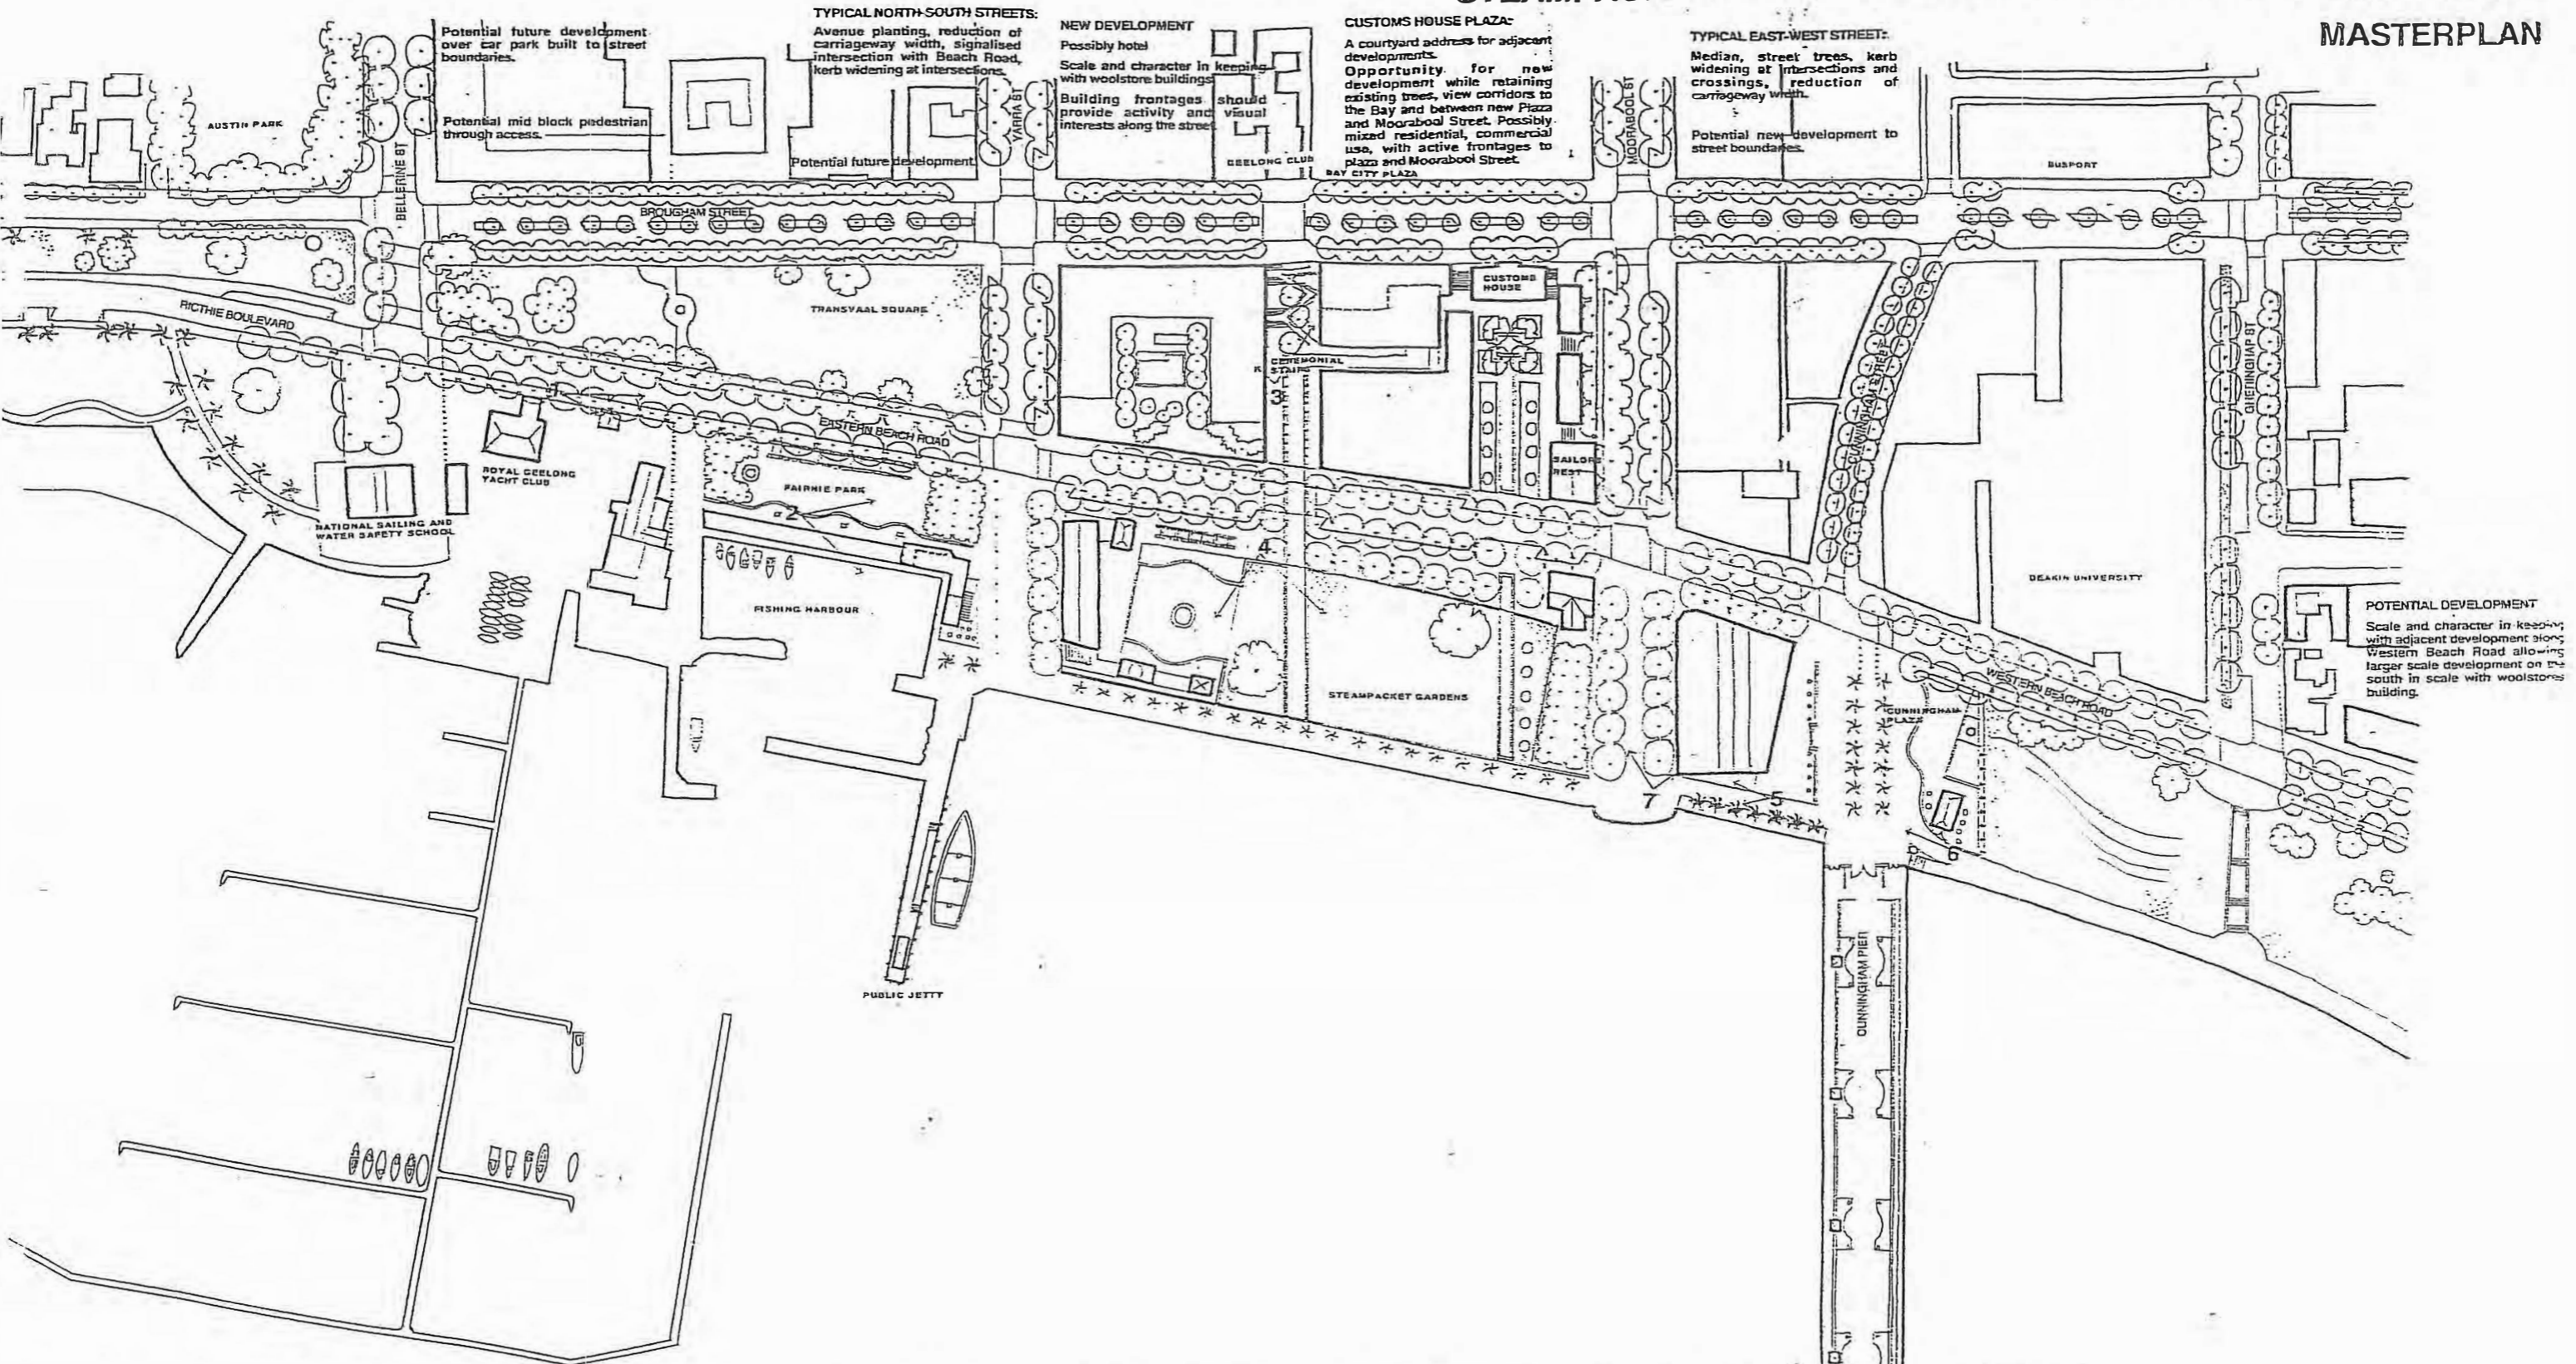 MASTERPLAN
Potential future development
over car park built to street
boundaries.
Potential mid block pedestrian
through access.
TYPICAL NORTH-SOUTH STREETS:
Avenue planting, reduction of
carriageway width, signalised
intersection with Beach Road,
kerb widening at intersections.
Potential future development
NEW DEVELOPMENT
Possibly hotel
Scale and character in keeping
with woolstore buildings
Building frontages should
provide activity and visual
interests along the street
CUSTOMS HOUSE PLAZA:
A courtyard address for adjacent
developments.
Opportunity for new
development while retaining
existing trees, view corridors to
the Bay and between new Plaza
and Moorabool Street. Possibly
mixed residential, commercial
use, with active frontages to
plaza and Moorabool Street.
TYPICAL EAST-WEST STREET:
Median, street trees, kerb
widening at intersections and
crossings, reduction of
carriageway width.
Potential new development to
street boundaries.
AUSTIN PARK
BELLERINE ST
YARRA ST
GEELONG CLUB
BAY CITY PLAZA
MOORABOOL ST
BUSPORT
BROUGHAM STREET
RICTHIE BOULEVARD
TRANSVAAL SQUARE
CUSTOMS
HOUSE
CEREMONIAL
STAIRS
3
CUNNINGHAM STREET
GHERINGHAP ST
EASTERN BEACH ROAD
SAILORS
REST
ROYAL GEELONG
YACHT CLUB
FAIRNIE PARK
2
NATIONAL SAILING AND
WATER SAFETY SCHOOL
4
FISHING HARBOUR
DEAKIN UNIVERSITY
POTENTIAL DEVELOPMENT
Scale and character in keeping
with adjacent development along
Western Beach Road allowing
larger scale development on the
south in scale with woolstores
building.
STEAMPACKET GARDENS
WESTERN BEACH ROAD
CUNNINGHAM
PLAZA
7
5
6
PUBLIC JETTY
CUNNINGHAM PIER